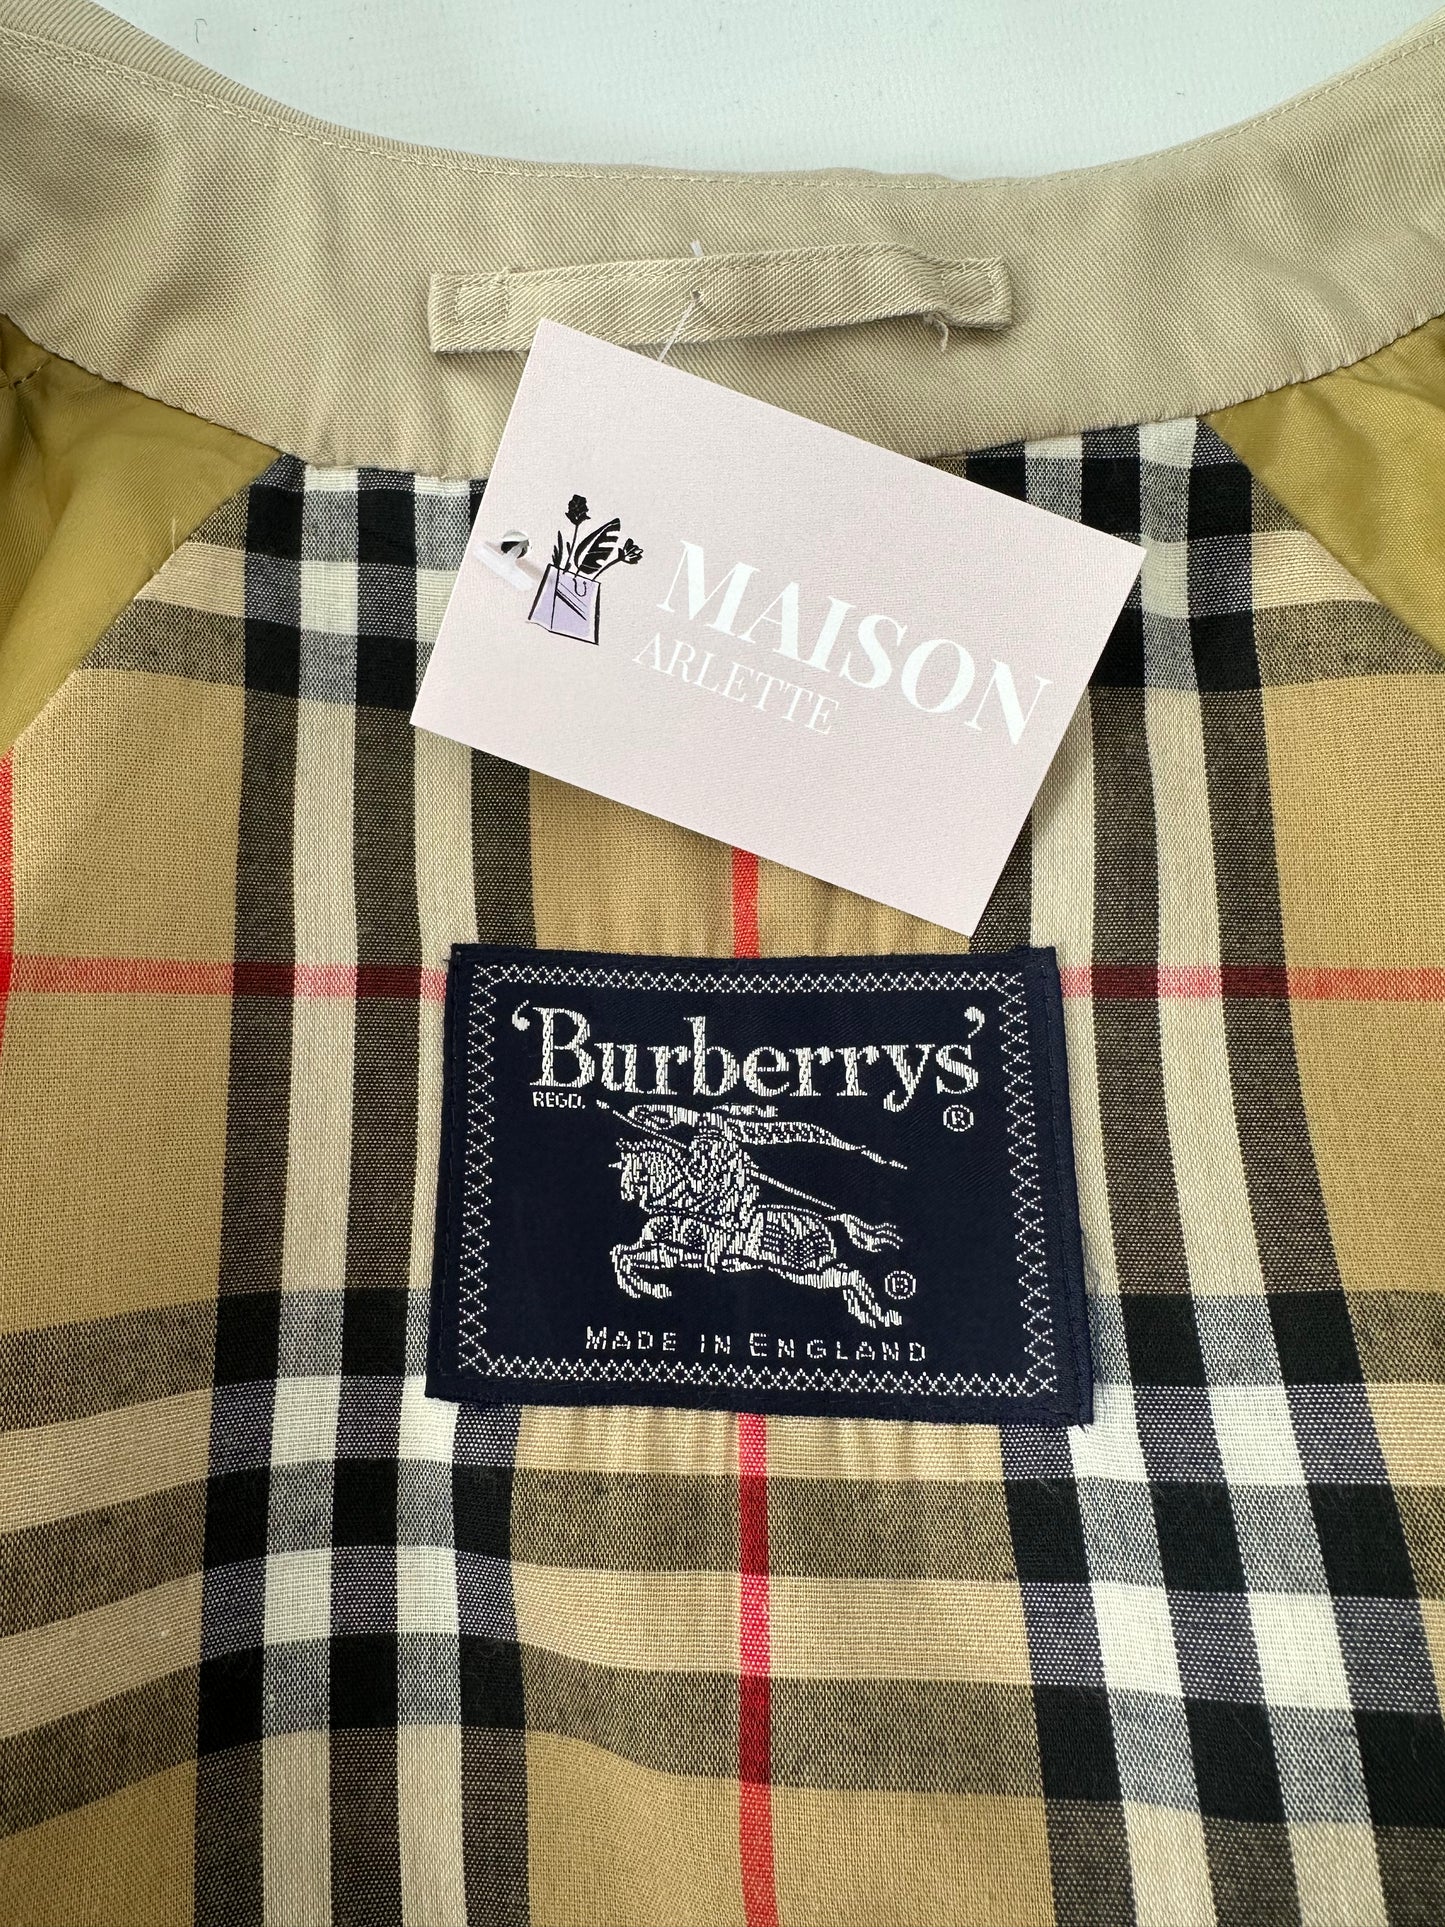 MAISON
ARLETTE
‘Burberrys’
REGD. ®
®
MADE IN ENGLAND